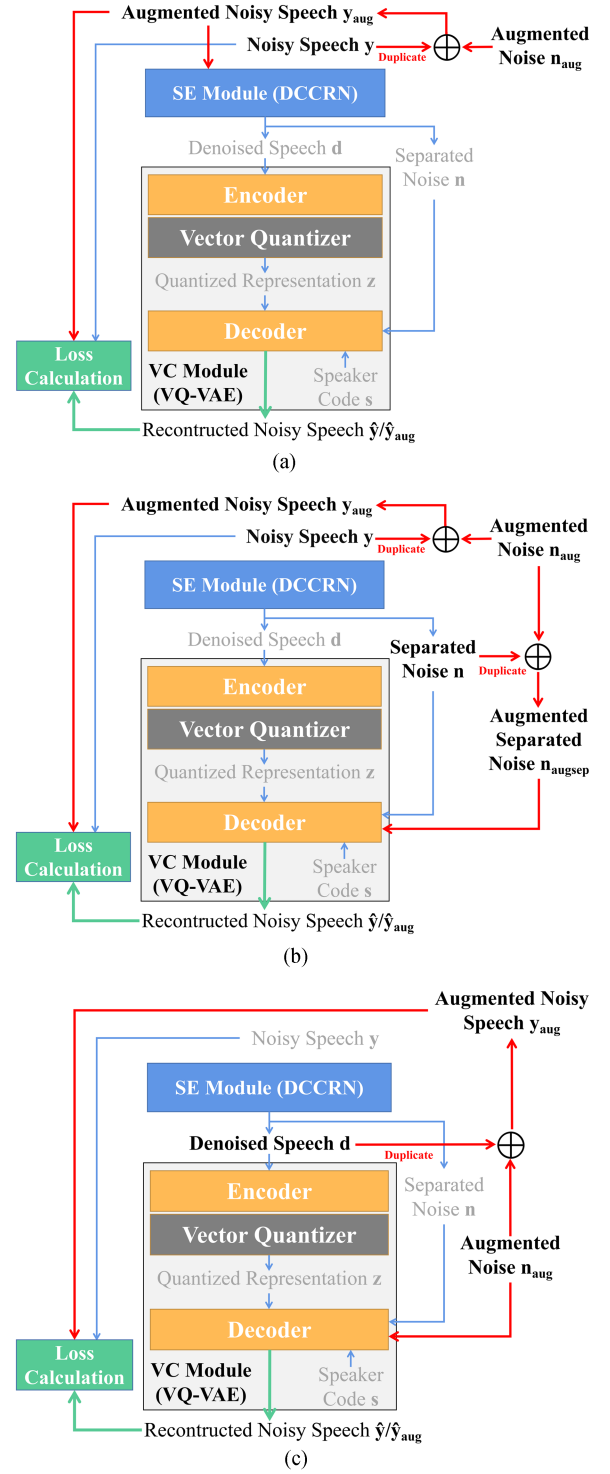 Augmented Noisy Speech y_aug
Noisy Speech y
Duplicate
Augmented
Noise n_aug
SE Module (DCCRN)
Denoised Speech d
Separated
Noise n
Encoder
Vector Quantizer
Quantized Representation z
Decoder
Loss
Calculation
VC Module
(VQ-VAE)
Speaker
Code s
Reconstructed Noisy Speech ŷ/ŷ_aug
(a)
Augmented Noisy Speech y_aug
Noisy Speech y
Duplicate
Augmented
Noise n_aug
SE Module (DCCRN)
Denoised Speech d
Separated
Noise n
Duplicate
Encoder
Vector Quantizer
Augmented
Separated
Noise n_augsep
Quantized Representation z
Decoder
Loss
Calculation
VC Module
(VQ-VAE)
Speaker
Code s
Reconstructed Noisy Speech ŷ/ŷ_aug
(b)
Augmented Noisy
Speech y_aug
Noisy Speech y
SE Module (DCCRN)
Denoised Speech d
Duplicate
Encoder
Separated
Noise n
Vector Quantizer
Augmented
Noise n_aug
Quantized Representation z
Decoder
Loss
Calculation
VC Module
(VQ-VAE)
Speaker
Code s
Reconstructed Noisy Speech ŷ/ŷ_aug
(c)